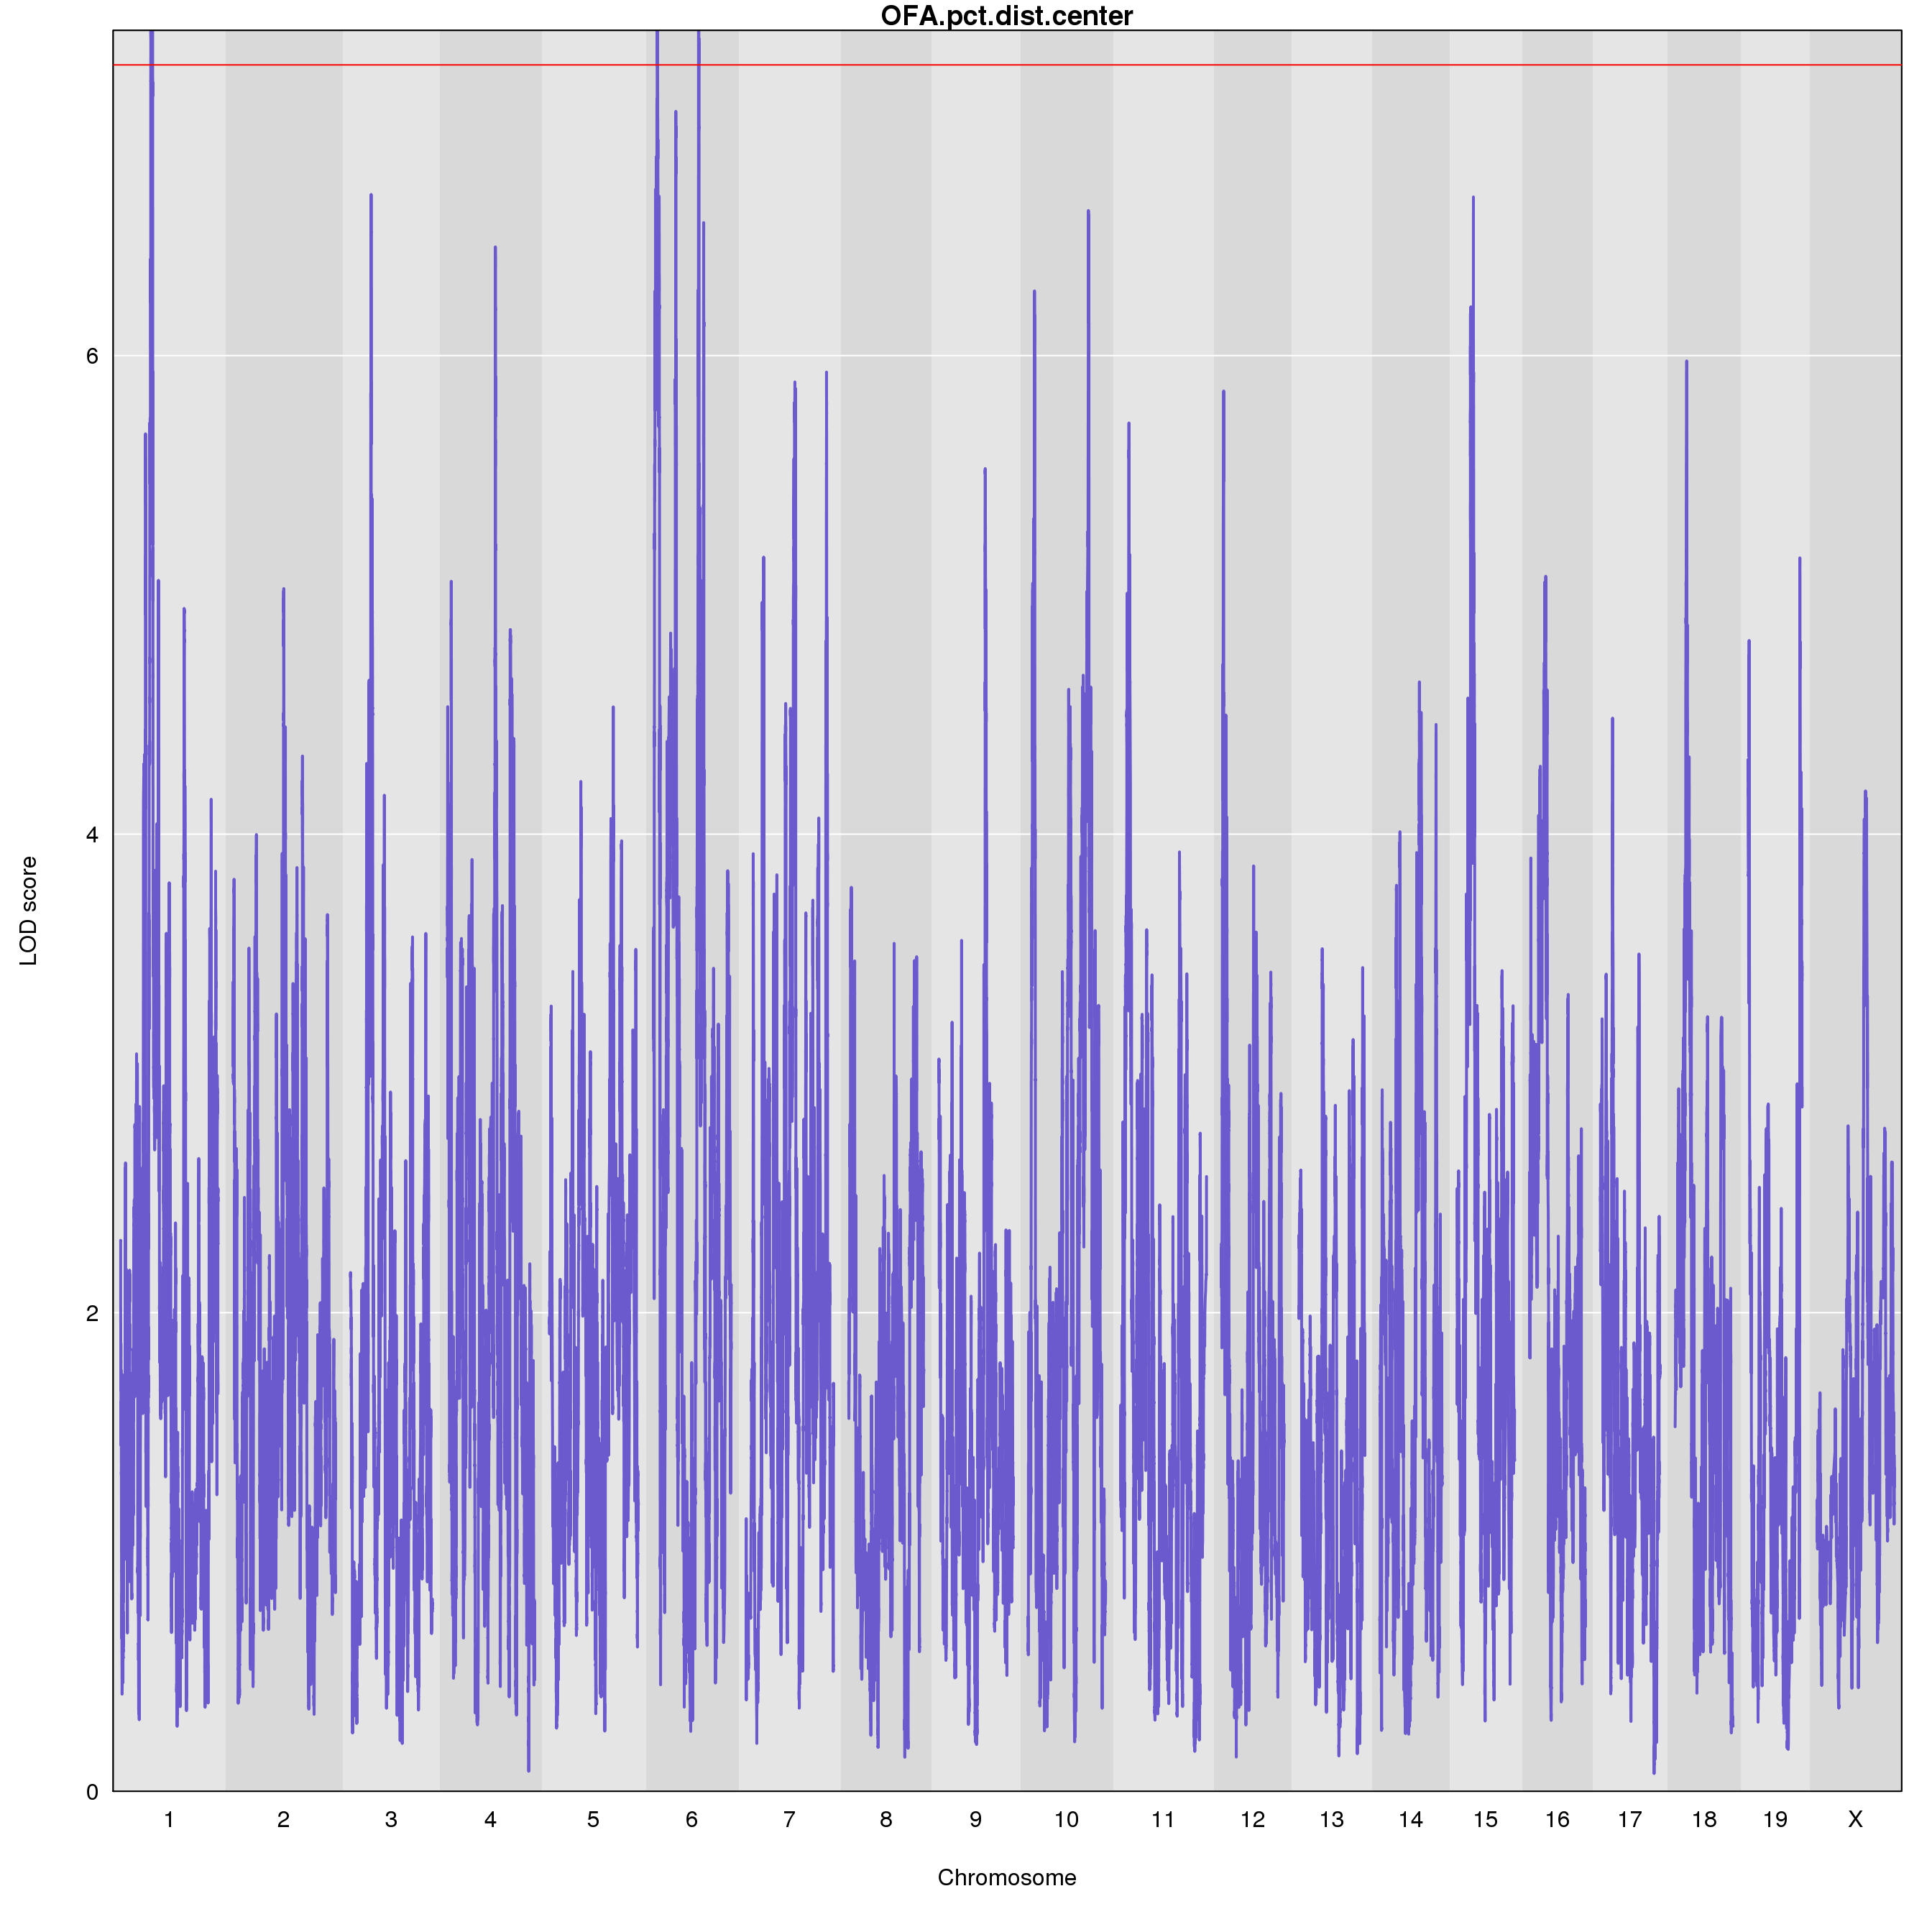 OFA.pct.dist.center
6
4
2
0
LOD score
1 2 3 4 5 6 7 8 9 10 11 12 13 14 15 16 17 18 19 X
Chromosome